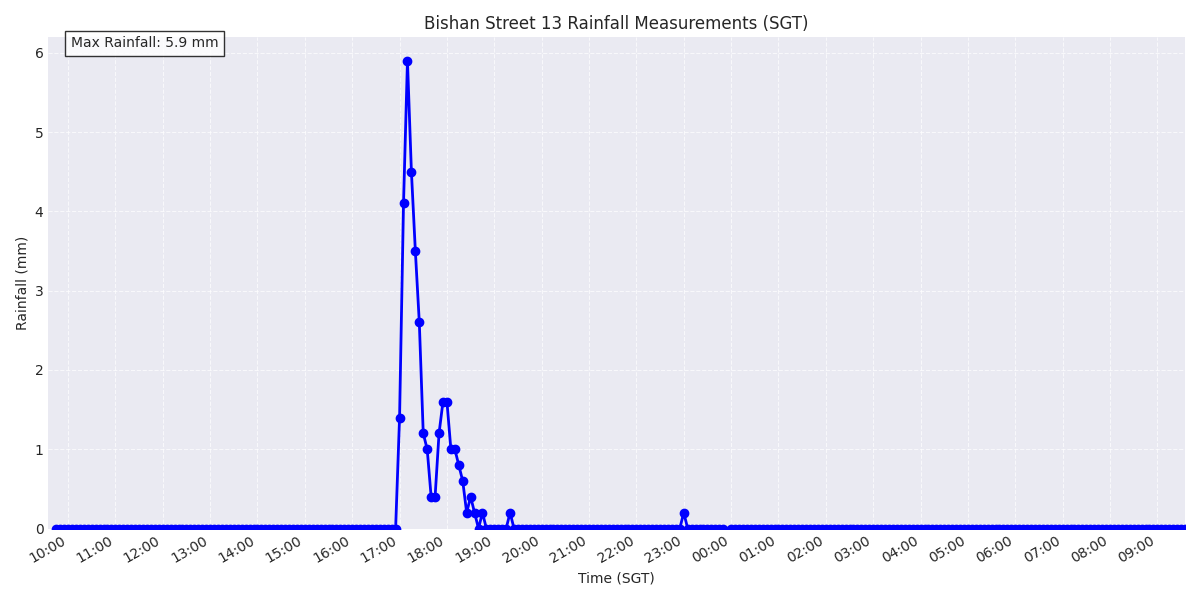 Bishan Street 13 Rainfall Measurements (SGT)
Max Rainfall: 5.9 mm
6
5
4
3
2
1
0
Rainfall (mm)
10:00 11:00 12:00 13:00 14:00 15:00 16:00 17:00 18:00 19:00 20:00 21:00 22:00 23:00 00:00 01:00 02:00 03:00 04:00 05:00 06:00 07:00 08:00 09:00
Time (SGT)